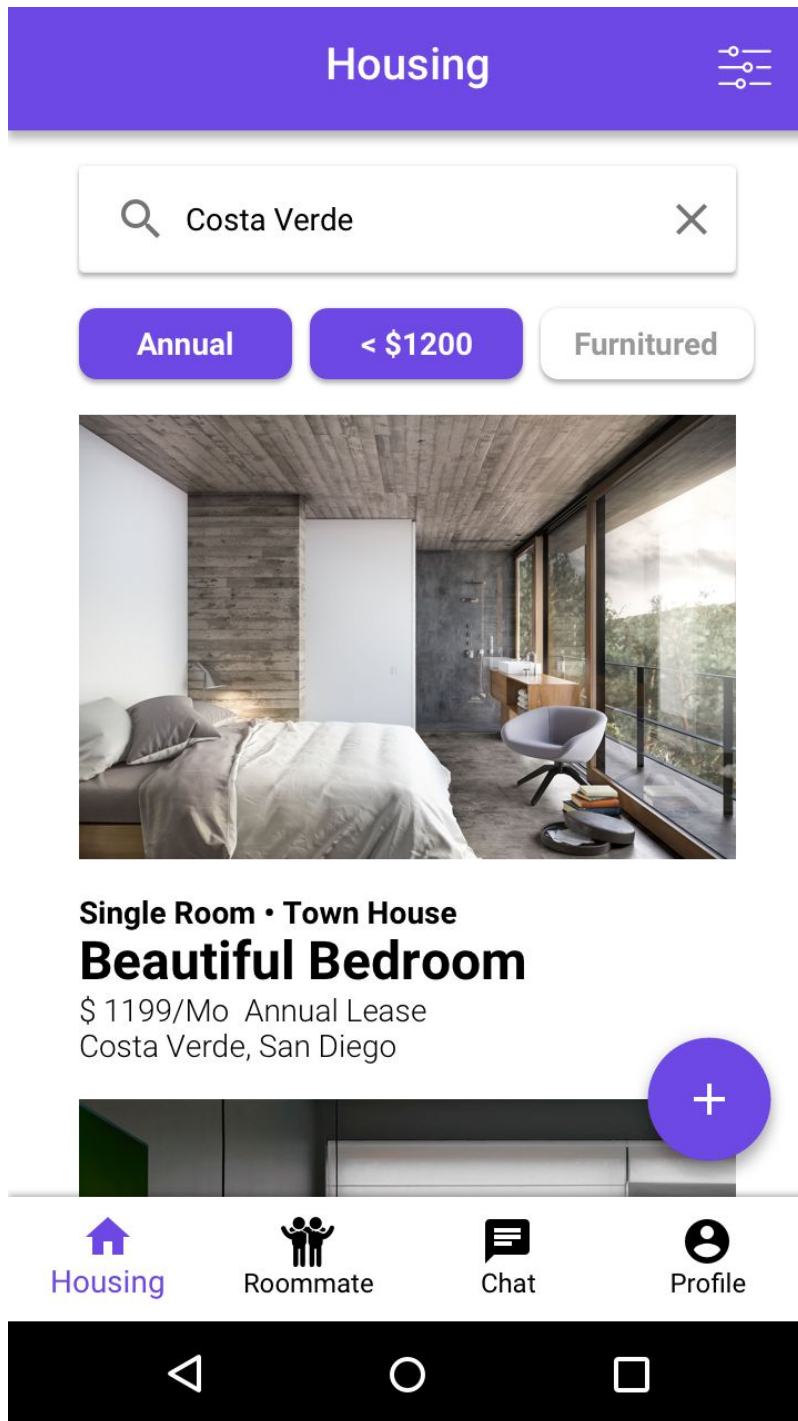 Housing
Costa Verde
Annual < $1200 Furnitured
Single Room • Town House
Beautiful Bedroom
$ 1199/Mo Annual Lease
Costa Verde, San Diego
+
Housing Roommate Chat Profile